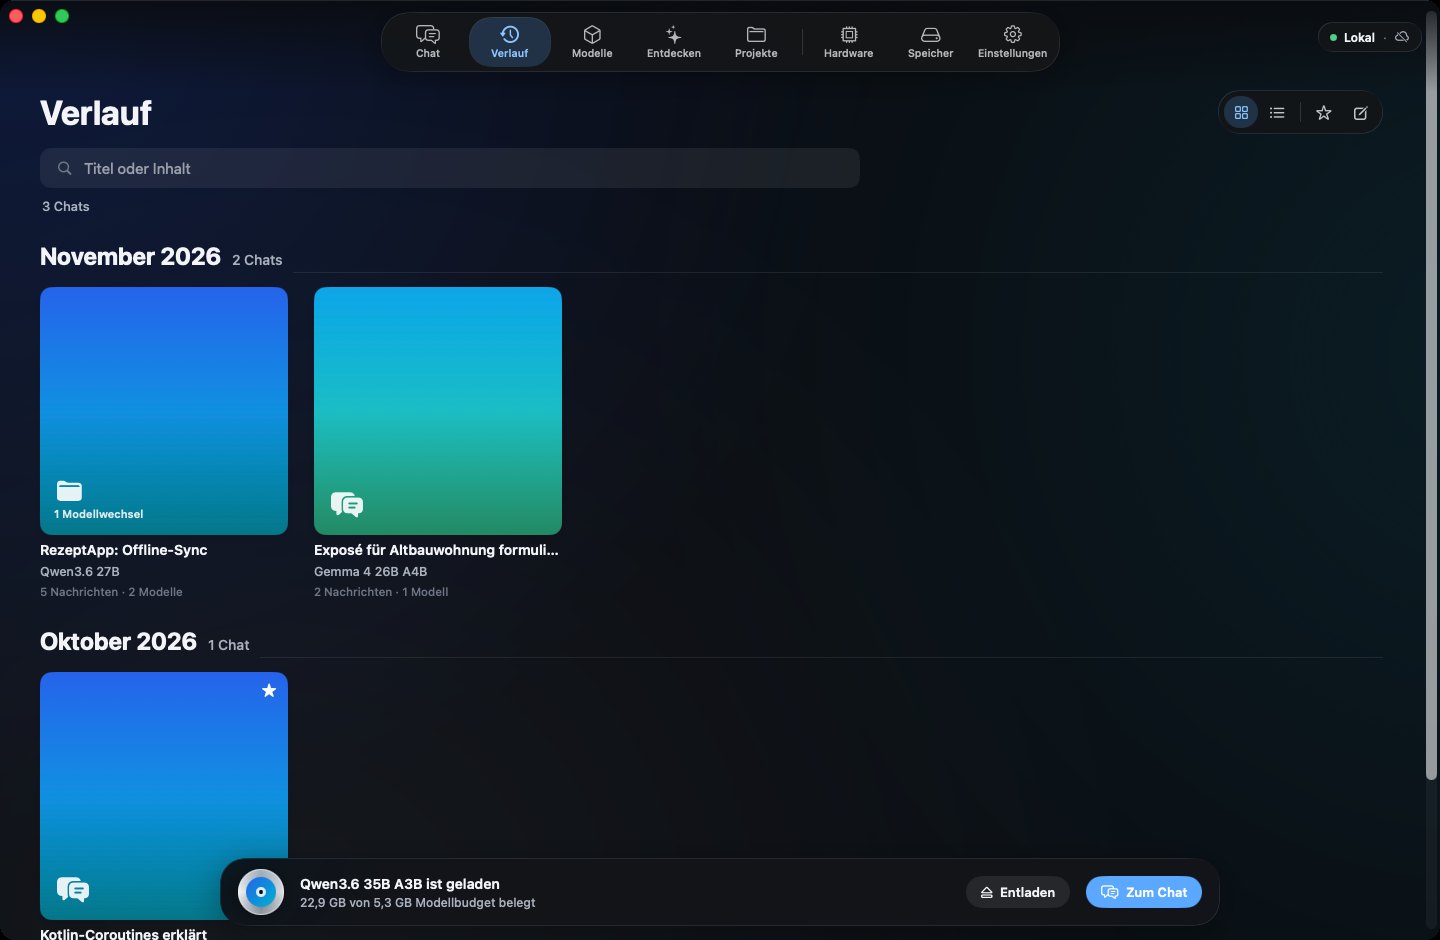 Chat
Verlauf
Modelle
Entdecken
Projekte
Hardware
Speicher
Einstellungen
Lokal ·
Verlauf
Titel oder Inhalt
3 Chats
November 2026 2 Chats
1 Modellwechsel
RezeptApp: Offline-Sync
Qwen3.6 27B
5 Nachrichten · 2 Modelle
Exposé für Altbauwohnung formuli...
Gemma 4 26B A4B
2 Nachrichten · 1 Modell
Oktober 2026 1 Chat
Kotlin-Coroutines erklärt
Qwen3.6 35B A3B ist geladen
22,9 GB von 5,3 GB Modellbudget belegt
Entladen
Zum Chat